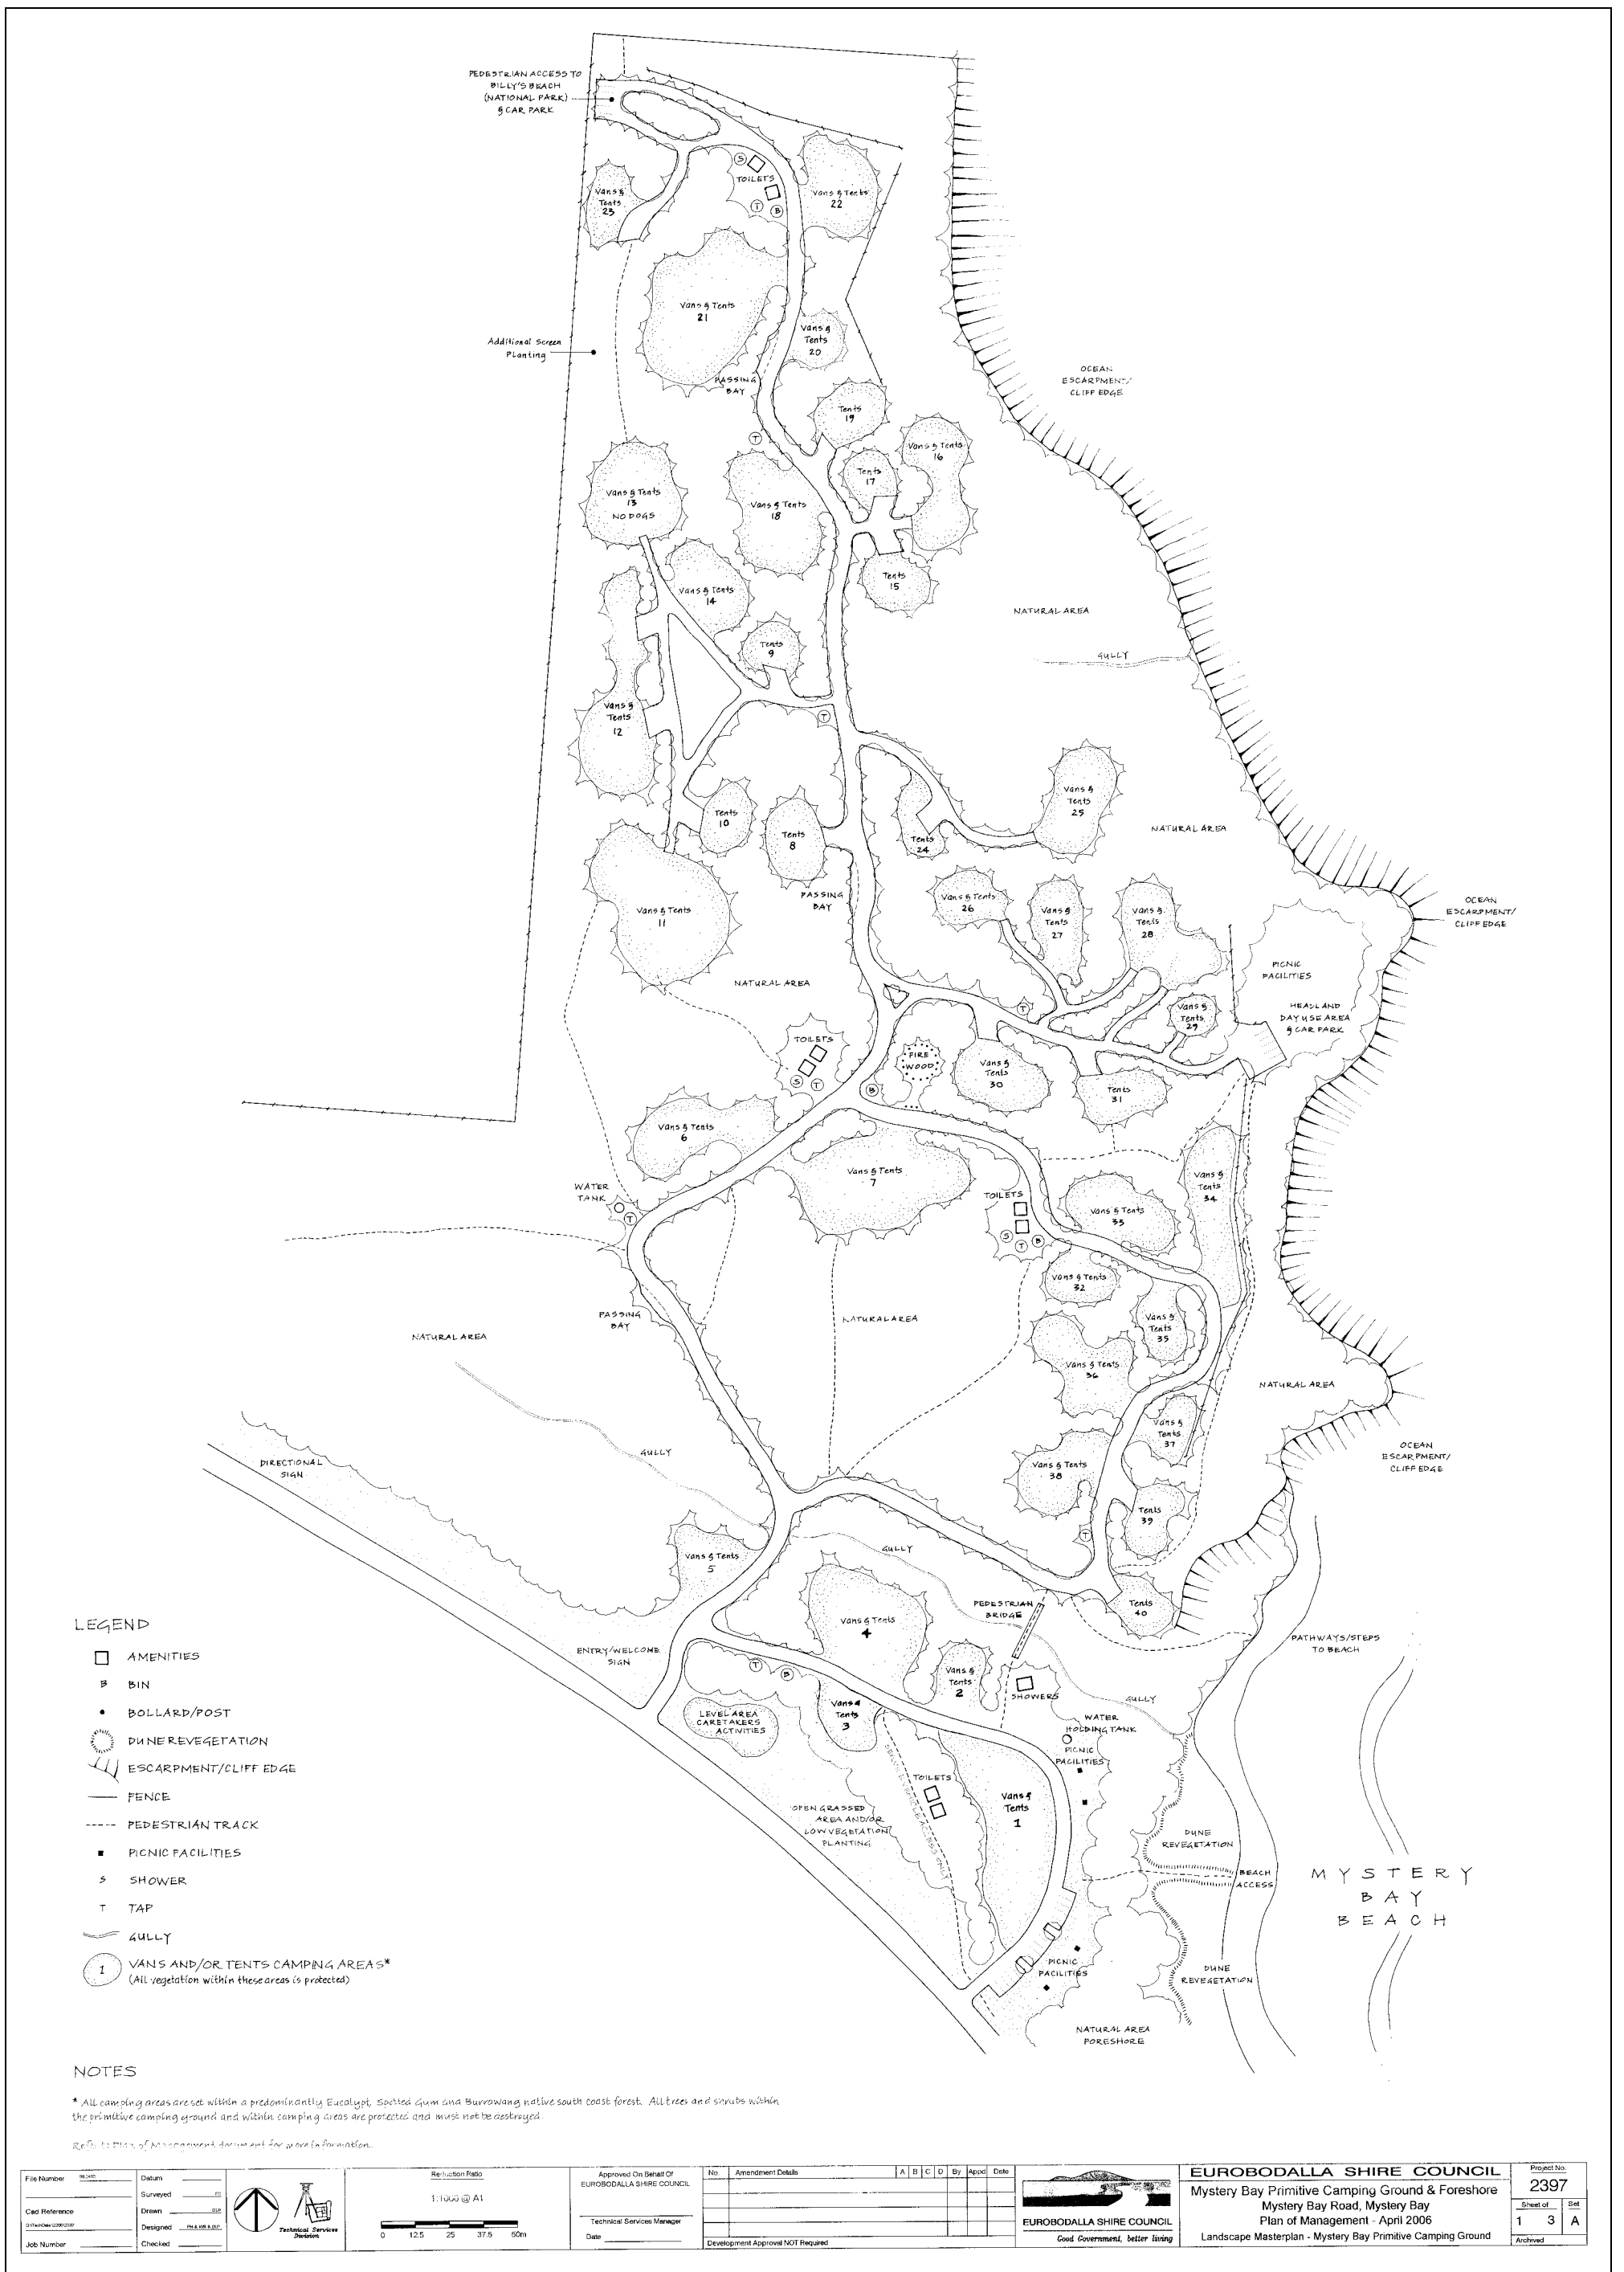 PEDESTRIAN ACCESS TO
BILLY'S BEACH
(NATIONAL PARK)
& CAR PARK
S
TOILETS
T
B
Vans &
Tents
23
Vans & Tents
22
Vans & Tents
21
Vans &
Tents
20
Additional Screen
Planting
PASSING
BAY
OCEAN
ESCARPMENT/
CLIFF EDGE
Tents
19
T
Vans & Tents
16
Tents
17
Vans & Tents
13
NO DOGS
Vans & Tents
18
Tents
15
Vans & Tents
14
NATURAL AREA
Tents
9
GULLY
Vans &
Tents
12
T
Vans &
Tents
25
Tents
10
Tents
8
Tents
24
NATURAL AREA
PASSING
BAY
Vans & Tents
26
Vans &
Tents
27
Vans &
Tents
28
OCEAN
ESCARPMENT/
CLIFF EDGE
Vans & Tents
11
PICNIC
FACILITIES
NATURAL AREA
T
Vans &
Tents
29
HEADLAND
DAY USE AREA
& CAR PARK
TOILETS
S T
FIRE
WOOD
B
Vans &
Tents
30
Tents
31
Vans & Tents
6
Vans & Tents
7
Vans &
Tents
34
WATER
TANK
T
TOILETS
S T B
Vans & Tents
33
Vans & Tents
32
PASSING
BAY
NATURAL AREA
NATURAL AREA
Vans &
Tents
35
Vans & Tents
36
NATURAL AREA
Vans &
Tents
37
GULLY
DIRECTIONAL
SIGN
Vans & Tents
38
OCEAN
ESCARPMENT/
CLIFF EDGE
Tents
39
T
Vans & Tents
5
GULLY
PEDESTRIAN
BRIDGE
Tents
40
Vans & Tents
4
ENTRY/WELCOME
SIGN
PATHWAYS/STEPS
TO BEACH
T
B
Vans &
Tents
2
SHOWERS
GULLY
LEVEL AREA
CARETAKERS
ACTIVITIES
Vans &
Tents
3
WATER
HOLDING TANK
PICNIC
FACILITIES
TOILETS
Vans &
Tents
1
OPEN GRASSED
AREA AND/OR
LOW VEGETATION
PLANTING
DUNE
REVEGETATION
BEACH
ACCESS
MYSTERY
BAY
BEACH
PICNIC
FACILITIES
DUNE
REVEGETATION
NATURAL AREA
FORESHORE
LEGEND
AMENITIES
B BIN
BOLLARD/POST
DUNE REVEGETATION
ESCARPMENT/CLIFF EDGE
FENCE
PEDESTRIAN TRACK
PICNIC FACILITIES
S SHOWER
T TAP
GULLY
1 VANS AND/OR TENTS CAMPING AREAS*
(All vegetation within these areas is protected)
NOTES
* All camping areas are set within a predominantly Eucalypt, Spotted Gum and Burrawang native south coast forest. All trees and shrubs within
the primitive camping ground and within camping areas are protected and must not be destroyed.
Refer to Plan of Management document for more information.
File Number
Cad Reference
Job Number
Datum
Surveyed
Drawn
Designed
Checked
Technical Services
Division
Reduction Ratio
1:1000 @ A1
0 12.5 25 37.5 50m
Approved On Behalf Of
EUROBODALLA SHIRE COUNCIL
Technical Services Manager
Date
No. Amendment Details A B C D By Appd Date
Development Approval NOT Required
EUROBODALLA SHIRE COUNCIL
Good Government, better living
EUROBODALLA SHIRE COUNCIL
Mystery Bay Primitive Camping Ground & Foreshore
Mystery Bay Road, Mystery Bay
Plan of Management - April 2006
Landscape Masterplan - Mystery Bay Primitive Camping Ground
Project No.
2397
Sheet of Set
1 3 A
Archived